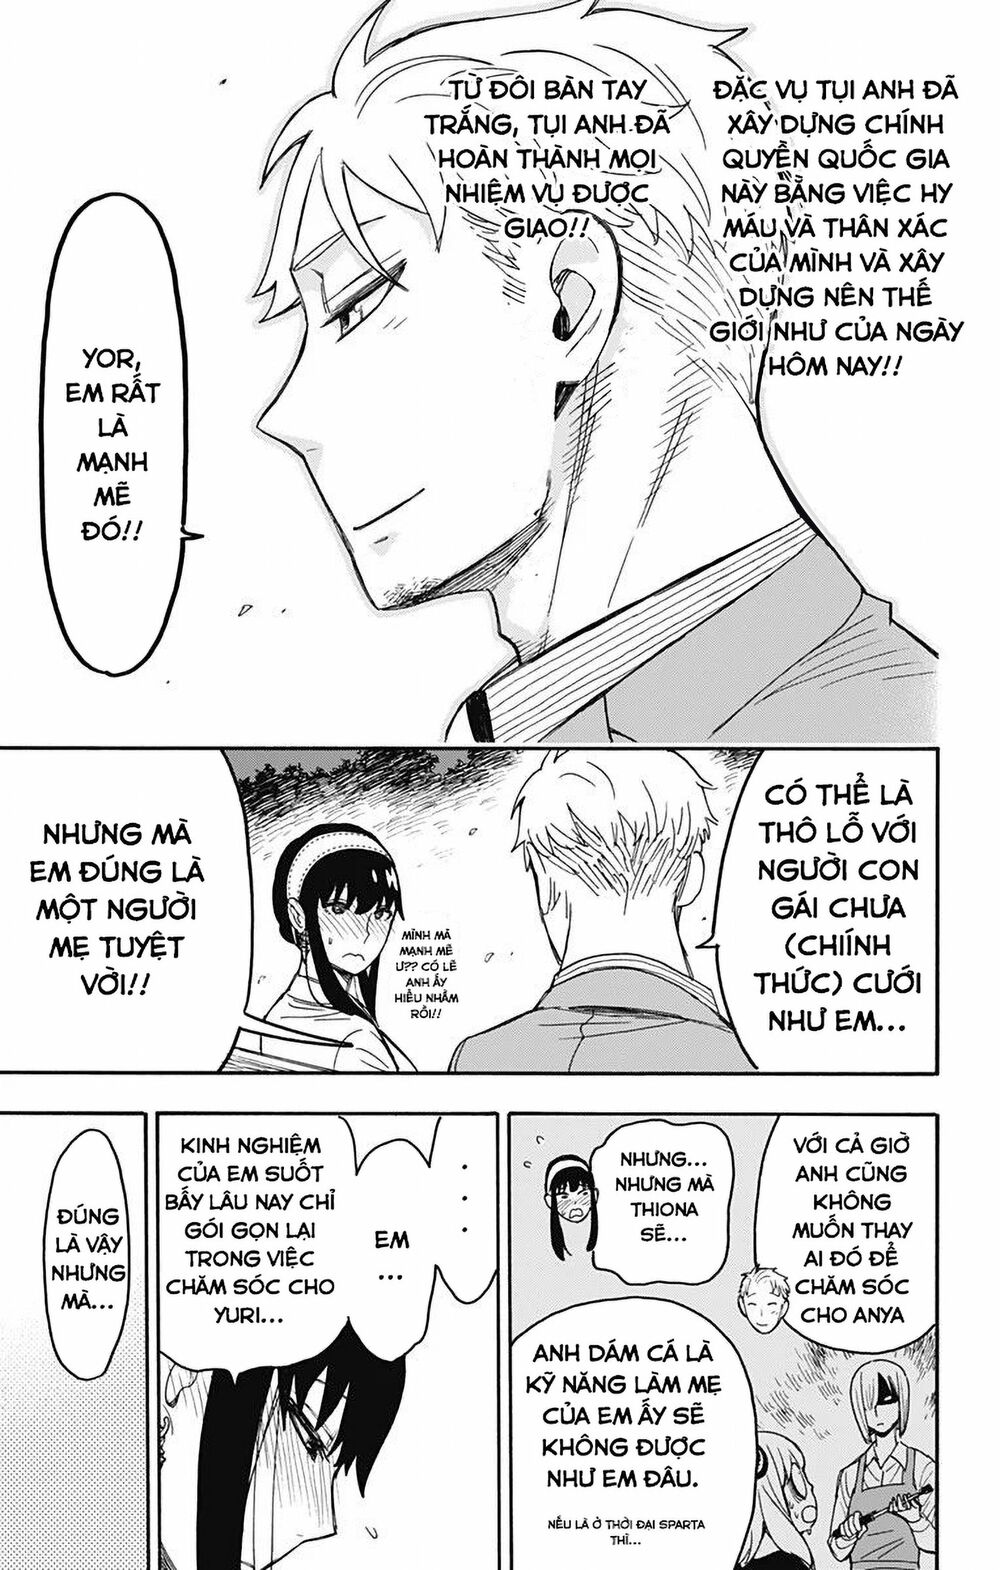 ĐẶC VỤ TỤI ANH ĐÃ
XÂY DỰNG CHÍNH
QUYỀN QUỐC GIA
NÀY BẰNG VIỆC HY
MÁU VÀ THÂN XÁC
CỦA MÌNH VÀ XÂY
DỰNG NÊN THẾ
GIỚI NHƯ CỦA NGÀY
HÔM NAY!!
TỪ ĐÔI BÀN TAY
TRẮNG, TỤI ANH ĐÃ
HOÀN THÀNH MỌI
NHIỆM VỤ ĐƯỢC
GIAO!!
YOR,
EM RẤT
LÀ
MẠNH
MẼ
ĐÓ!!
CÓ THỂ LÀ
THÔ LỖ VỚI
NGƯỜI CON
GÁI CHƯA
(CHIÍNH
THỨC) CƯỚI
NHƯ EM...
MÌNH MÀ
MẠNH MẼ
Ư?? CÓ LẼ
ANH ẤY
HIỂU NHẦM
RỒI!!
NHƯNG MÀ
EM ĐÚNG LÀ
MỘT NGƯỜI
MẸ TUYỆT
VỜI!!
VỚI CẢ GIỜ
ANH CŨNG
KHÔNG
MUỐN THAY
AI ĐÓ ĐỂ
CHĂM SÓC
CHO ANYA
NHƯNG...
NHƯNG MÀ
THIONA
SẼ...
ANH DÁM CÁ LÀ
KỸ NĂNG LÀM MẸ
CỦA EM ẤY SẼ
KHÔNG ĐƯỢC
NHƯ EM ĐÂU.
NẾU LÀ Ở THỜI ĐẠI SPARTA
THÌ...
...
EM
...
KINH NGHIỆM
CỦA EM SUỐT
BẤY LÂU NAY CHỈ
GÓI GỌN LẠI
TRONG VIỆC
CHĂM SÓC CHO
YURI...
ĐÚNG
LÀ VẬY
NHƯNG
MÀ...